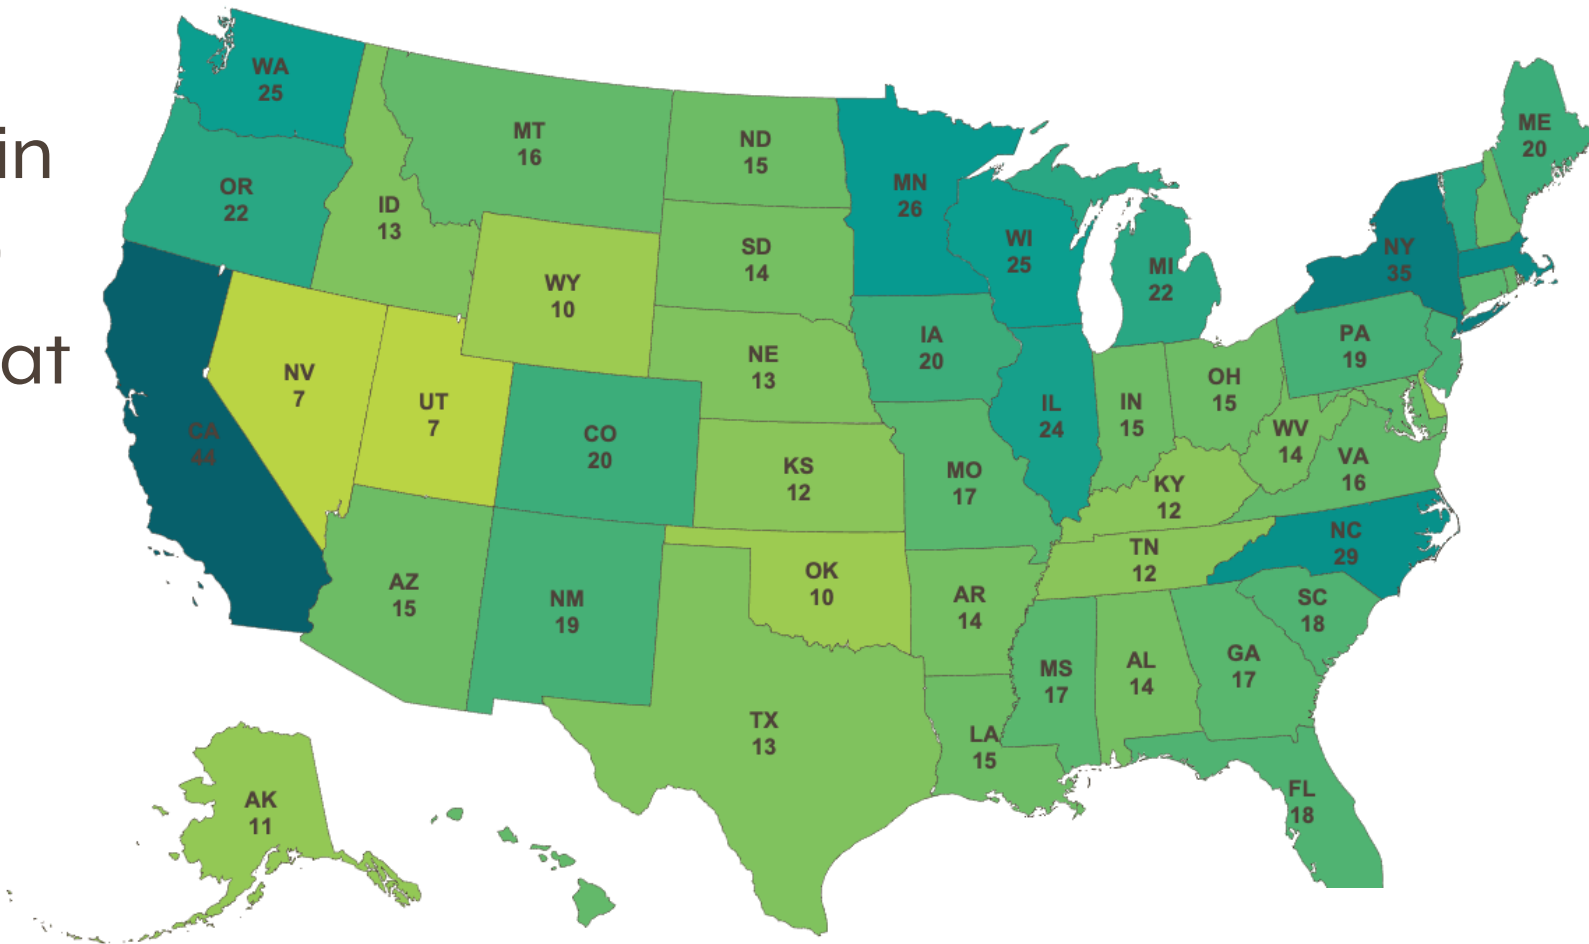 in
at
WA
25
OR
22
CA
44
NV
7
ID
13
MT
16
WY
10
UT
7
AZ
15
CO
20
NM
19
ND
15
SD
14
NE
13
KS
12
OK
10
TX
13
MN
26
IA
20
MO
17
AR
14
LA
15
WI
25
IL
24
MI
22
IN
15
OH
15
KY
12
TN
12
MS
17
AL
14
GA
17
FL
18
SC
18
NC
29
VA
16
WV
14
PA
19
NY
35
ME
20
AK
11